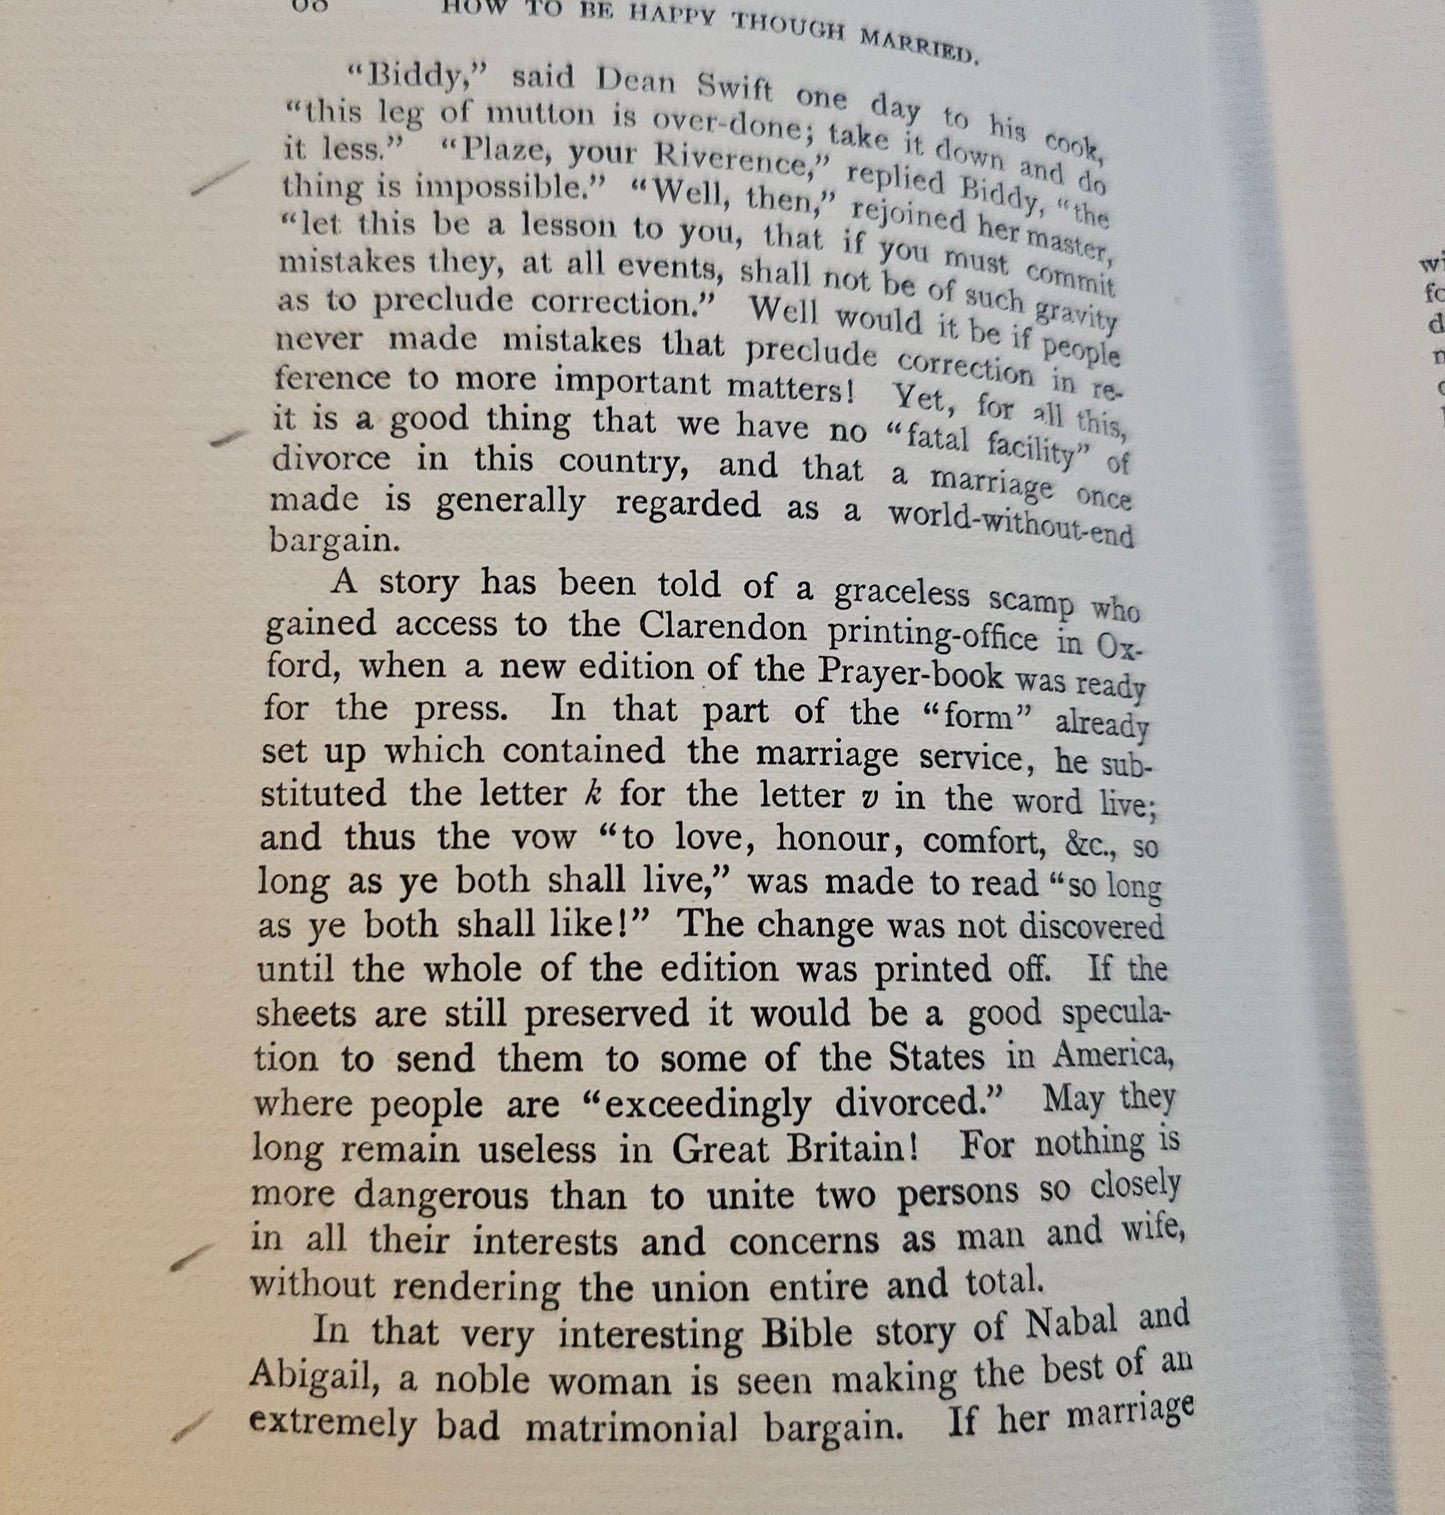 HOW TO BE HAPPY THOUGH MARRIED.
“Biddy,” said Dean Swift one day to his cook,
“this leg of mutton is over-done; take it down and do
it less.” “Plaze, your Riverence,” replied Biddy, “the
thing is impossible.” “Well, then,” rejoined her master,
“let this be a lesson to you, that if you must commit
mistakes they, at all events, shall not be of such gravity
as to preclude correction.” Well would it be if people
never made mistakes that preclude correction in re-
ference to more important matters! Yet, for all this,
it is a good thing that we have no “fatal facility” of
divorce in this country, and that a marriage once
made is generally regarded as a world-without-end
bargain.
A story has been told of a graceless scamp who
gained access to the Clarendon printing-office in Ox-
ford, when a new edition of the Prayer-book was ready
for the press. In that part of the “form” already
set up which contained the marriage service, he sub-
stituted the letter k for the letter v in the word live;
and thus the vow “to love, honour, comfort, &c., so
long as ye both shall live,” was made to read “so long
as ye both shall like!” The change was not discovered
until the whole of the edition was printed off. If the
sheets are still preserved it would be a good specula-
tion to send them to some of the States in America,
where people are “exceedingly divorced.” May they
long remain useless in Great Britain! For nothing is
more dangerous than to unite two persons so closely
in all their interests and concerns as man and wife,
without rendering the union entire and total.
In that very interesting Bible story of Nabal and
Abigail, a noble woman is seen making the best of an
extremely bad matrimonial bargain. If her marriage